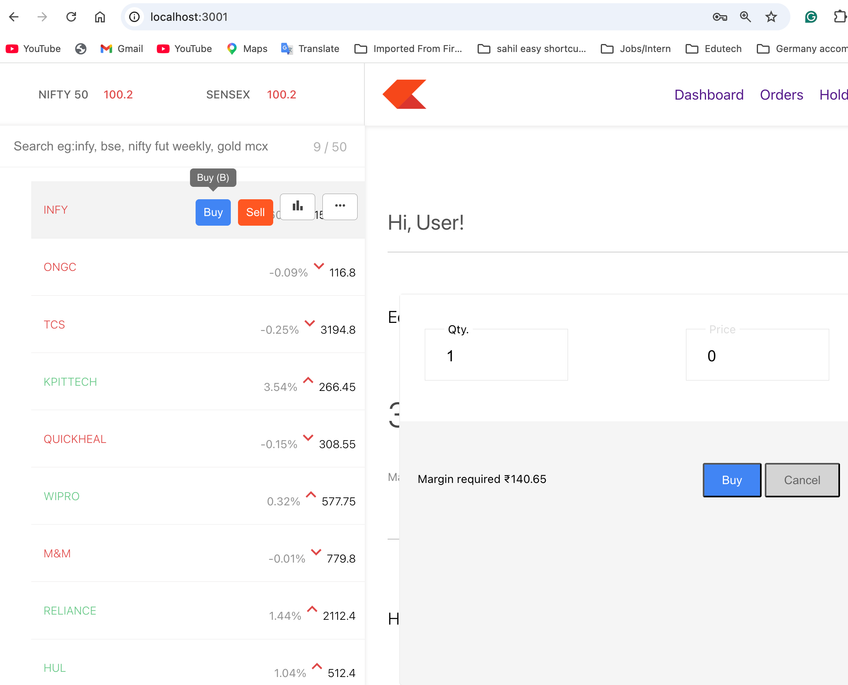 localhost:3001
YouTube Gmail YouTube Maps Translate Imported From Fir... sahil easy shortcu... Jobs/Intern Edutech Germany accom
NIFTY 50 100.2 SENSEX 100.2
Dashboard Orders Hold
Search eg:infy, bse, nifty fut weekly, gold mcx 9 / 50
Buy (B)
INFY Buy Sell 15
Hi, User!
ONGC -0.09% 116.8
TCS -0.25% 3194.8
KPITTECH 3.54% 266.45
QUICKHEAL -0.15% 308.55
WIPRO 0.32% 577.75
M&M -0.01% 779.8
RELIANCE 1.44% 2112.4
HUL 1.04% 512.4
Qty. Price
1 0
3
Ma
Margin required ₹140.65 Buy Cancel
H